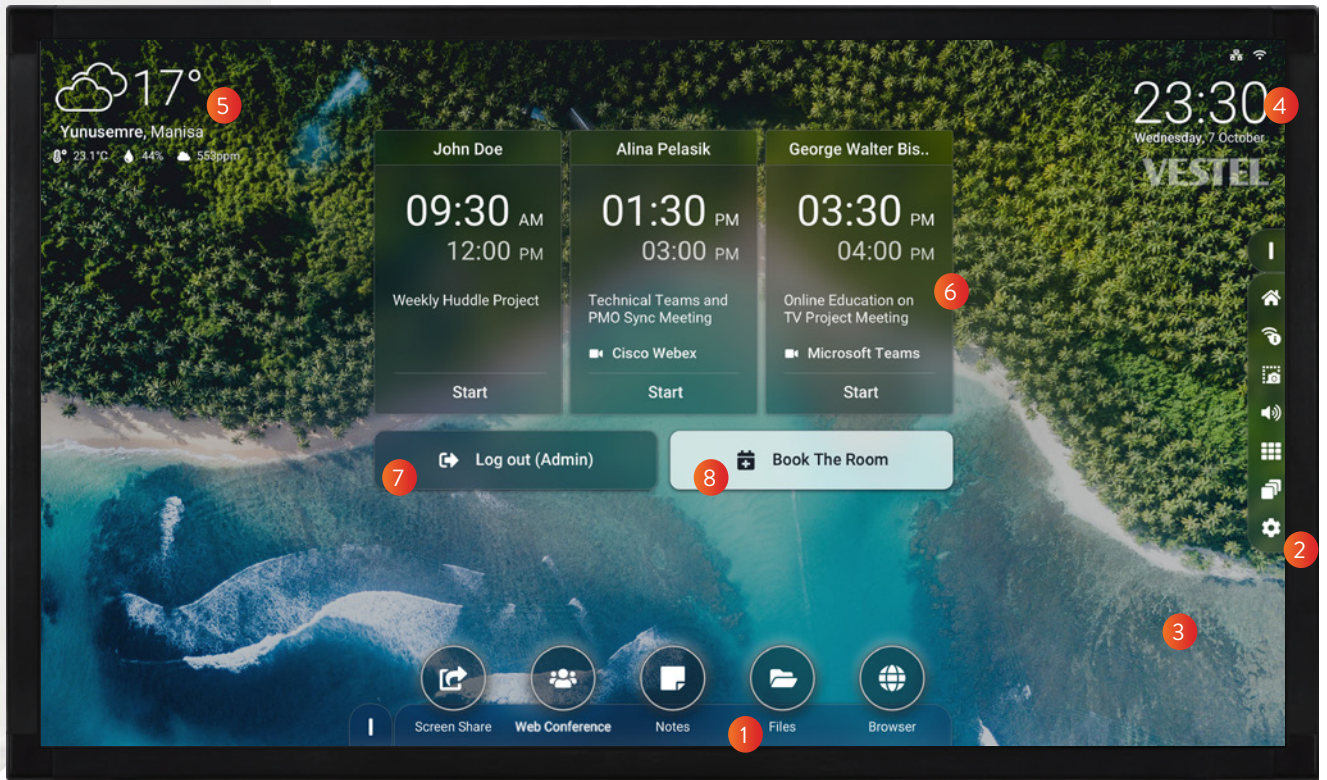 17°
5
Yunusemre, Manisa
23.1°C 44% 553ppm
23:30
4
Wednesday, 7 October
VESTEL
John Doe
09:30 AM
12:00 PM
Weekly Huddle Project
Start
Alina Pelasik
01:30 PM
03:00 PM
Technical Teams and
PMO Sync Meeting
Cisco Webex
Start
George Walter Bis..
03:30 PM
04:00 PM
6
Online Education on
TV Project Meeting
Microsoft Teams
Start
7
Log out (Admin)
8
Book The Room
2
3
Screen Share
Web Conference
Notes
1
Files
Browser